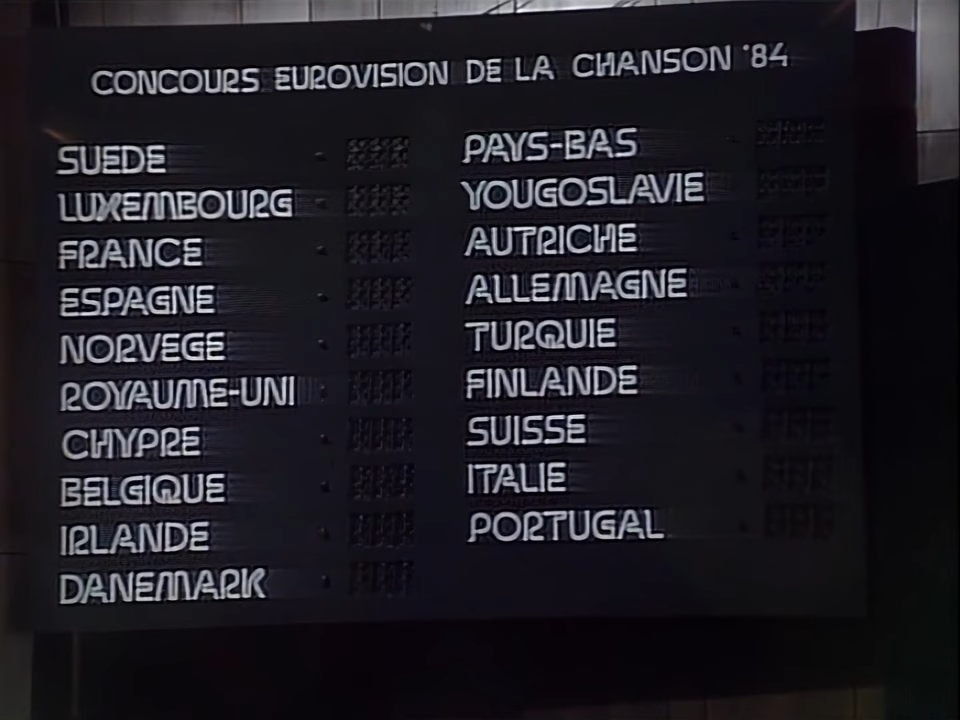 CONCOURS EUROVISION DE LA CHANSON '84
SUEDE
LUXEMBOURG
FRANCE
ESPAGNE
NORVEGE
ROYAUME-UNI
CHYPRE
BELGIQUE
IRLANDE
DANEMARK
PAYS-BAS
YOUGOSLAVIE
AUTRICHE
ALLEMAGNE
TURQUIE
FINLANDE
SUISSE
ITALIE
PORTUGAL